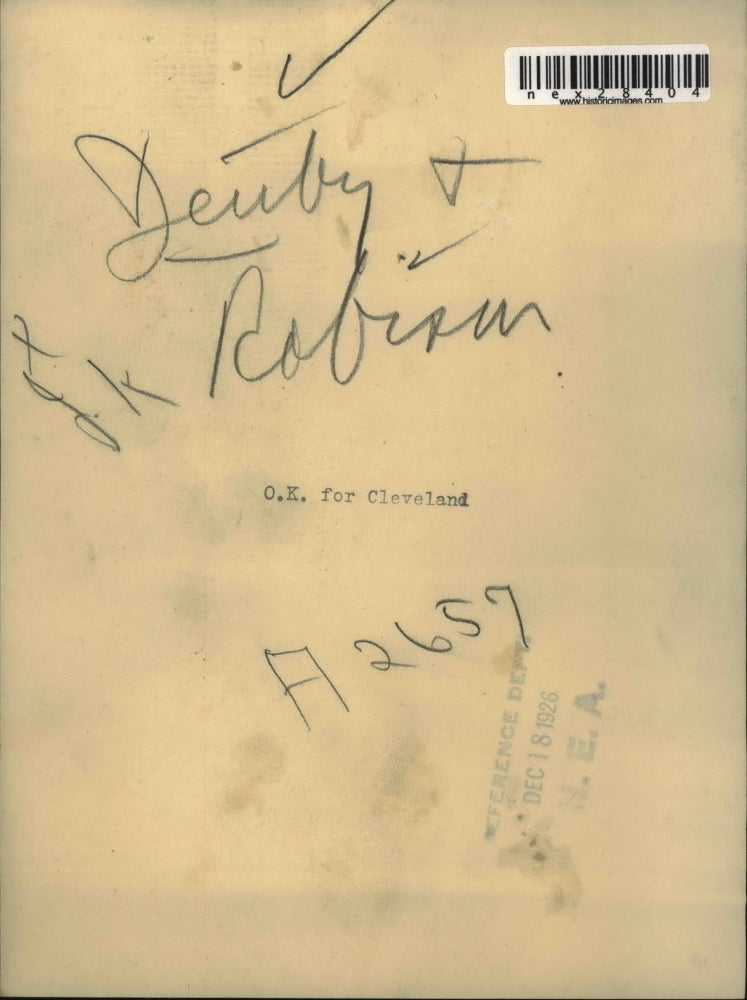 nex28404
www.historicimages.com
Denby +
Robison
O.K. for Cleveland
A 2657
REFERENCE DEPT.
DEC 18 1926
N. E. A.